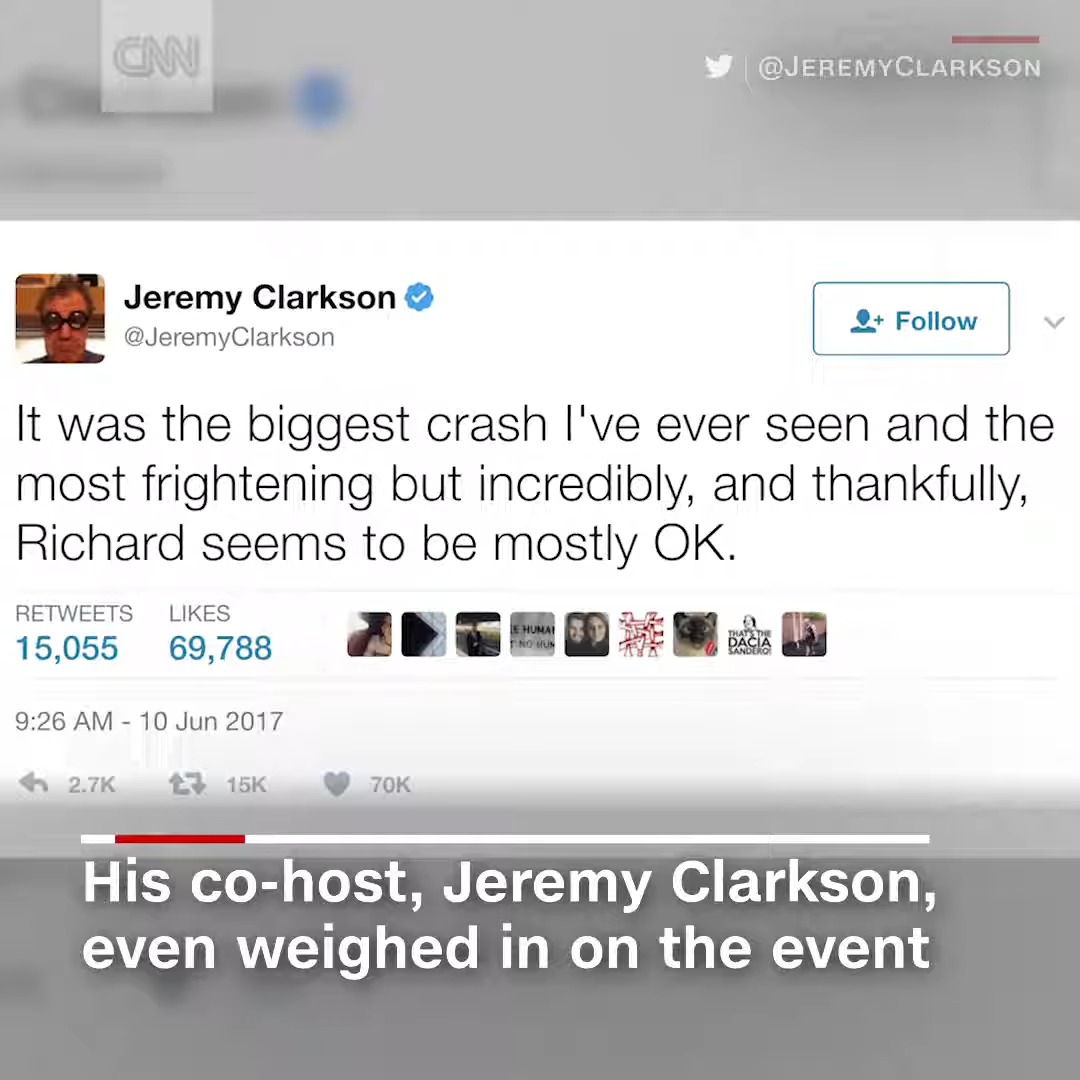 CNN
@JEREMYCLARKSON
Jeremy Clarkson
@JeremyClarkson
Follow
It was the biggest crash I've ever seen and the
most frightening but incredibly, and thankfully,
Richard seems to be mostly OK.
RETWEETS LIKES
15,055 69,788
E HUMAN
T NO HUM
THAT'S THE
DACIA
SANDERO!
9:26 AM - 10 Jun 2017
2.7K 15K 70K
His co-host, Jeremy Clarkson,
even weighed in on the event